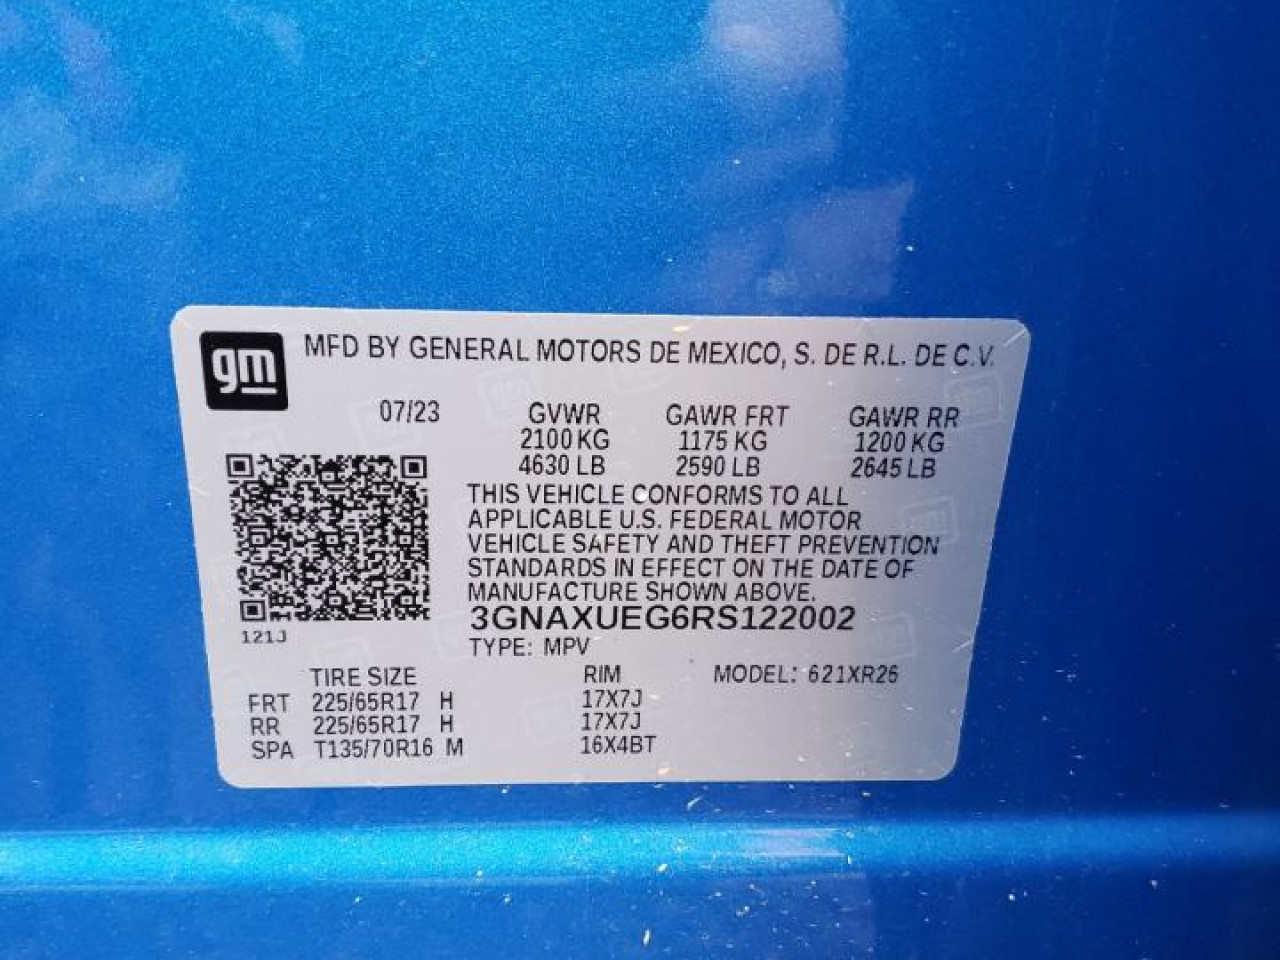 gm
MFD BY GENERAL MOTORS DE MEXICO, S. DE R.L. DE C.V.
07/23 GVWR GAWR FRT GAWR RR
2100 KG 1175 KG 1200 KG
4630 LB 2590 LB 2645 LB
THIS VEHICLE CONFORMS TO ALL
APPLICABLE U.S. FEDERAL MOTOR
VEHICLE SAFETY AND THEFT PREVENTION
STANDARDS IN EFFECT ON THE DATE OF
MANUFACTURE SHOWN ABOVE.
3GNAXUEG6RS122002
121J
TYPE: MPV
TIRE SIZE RIM MODEL: 621XR26
FRT 225/65R17 H 17X7J
RR 225/65R17 H 17X7J
SPA T135/70R16 M 16X4BT